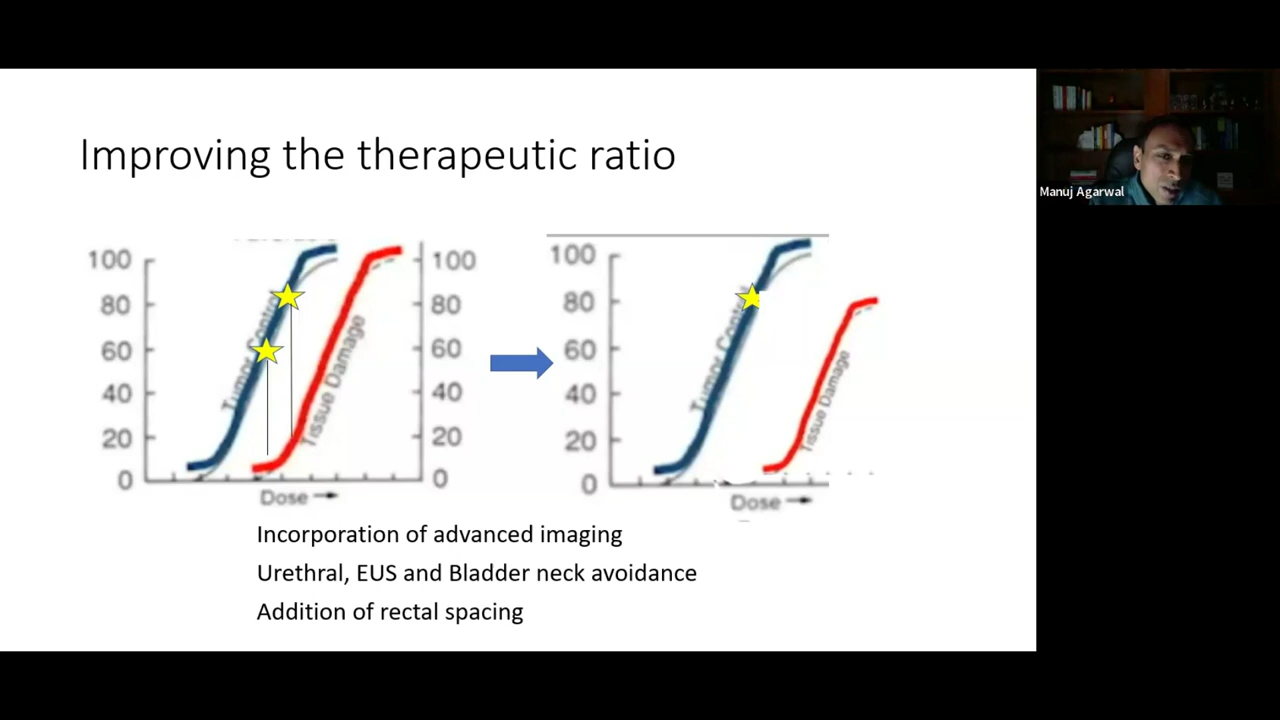 Improving the therapeutic ratio
Manuj Agarwal
100
80
60
40
20
0
Tumor Control
Tissue Damage
100
80
60
40
20
0
Dose
100
80
60
40
20
0
Tumor Control
Tissue Damage
Dose
Incorporation of advanced imaging
Urethral, EUS and Bladder neck avoidance
Addition of rectal spacing